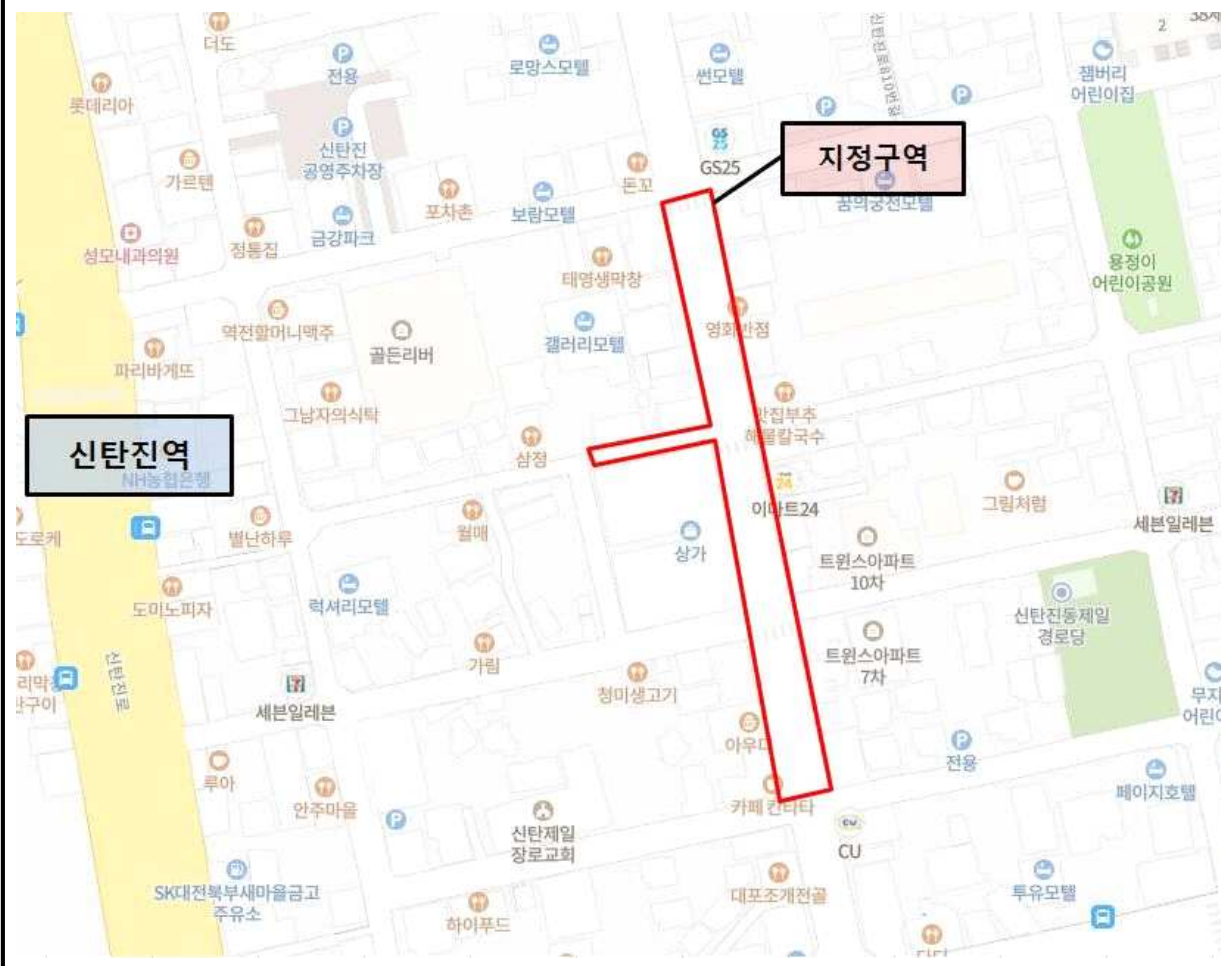 더도
전용
로망스모텔
썬모텔
2
잼버리
어린이집
롯데리아
신탄진
공영주차장
GS25
지정구역
가르텐
포차촌
보람모텔
돈꼬
꿈의궁전모텔
성모내과의원
정통집
금강파크
태영생막창
용정이
어린이공원
역전할머니맥주
골든리버
갤러리모텔
영화반점
파리바게뜨
그남자의식탁
삼정
맛집부추
해물칼국수
신탄진역
NH농협은행
이마트24
그림처럼
세븐일레븐
도로케
별난하루
월매
상가
트윈스아파트
10차
도미노피자
럭셔리모텔
신탄진동제일
경로당
신탄진로
가림
청미생고기
트윈스아파트
7차
세븐일레븐
루아
안주마을
P
신탄제일
장로교회
카페 칸타타
전용
페이지호텔
CU
SK대전북부새마을금고
주유소
하이푸드
대포조개전골
투유모텔